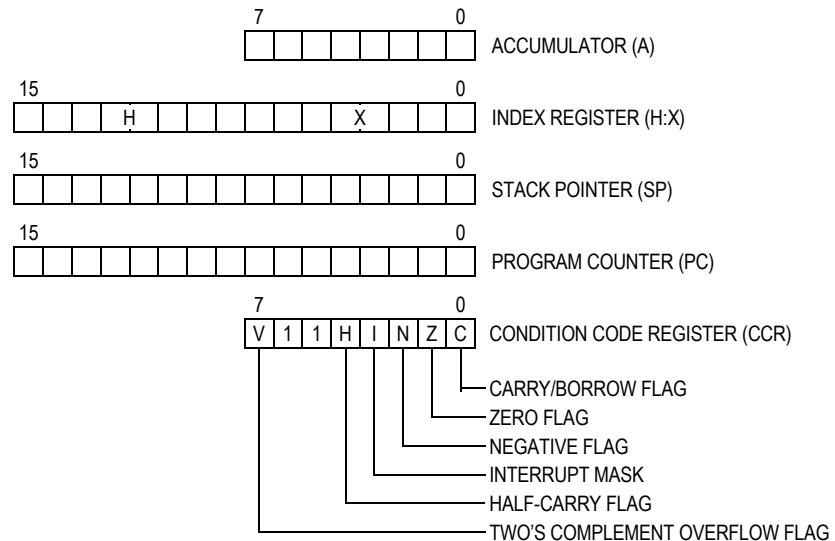 7 0
ACCUMULATOR (A)
15 0
H X INDEX REGISTER (H:X)
15 0
STACK POINTER (SP)
15 0
PROGRAM COUNTER (PC)
7 0
V 1 1 H I N Z C CONDITION CODE REGISTER (CCR)
CARRY/BORROW FLAG
ZERO FLAG
NEGATIVE FLAG
INTERRUPT MASK
HALF-CARRY FLAG
TWO'S COMPLEMENT OVERFLOW FLAG